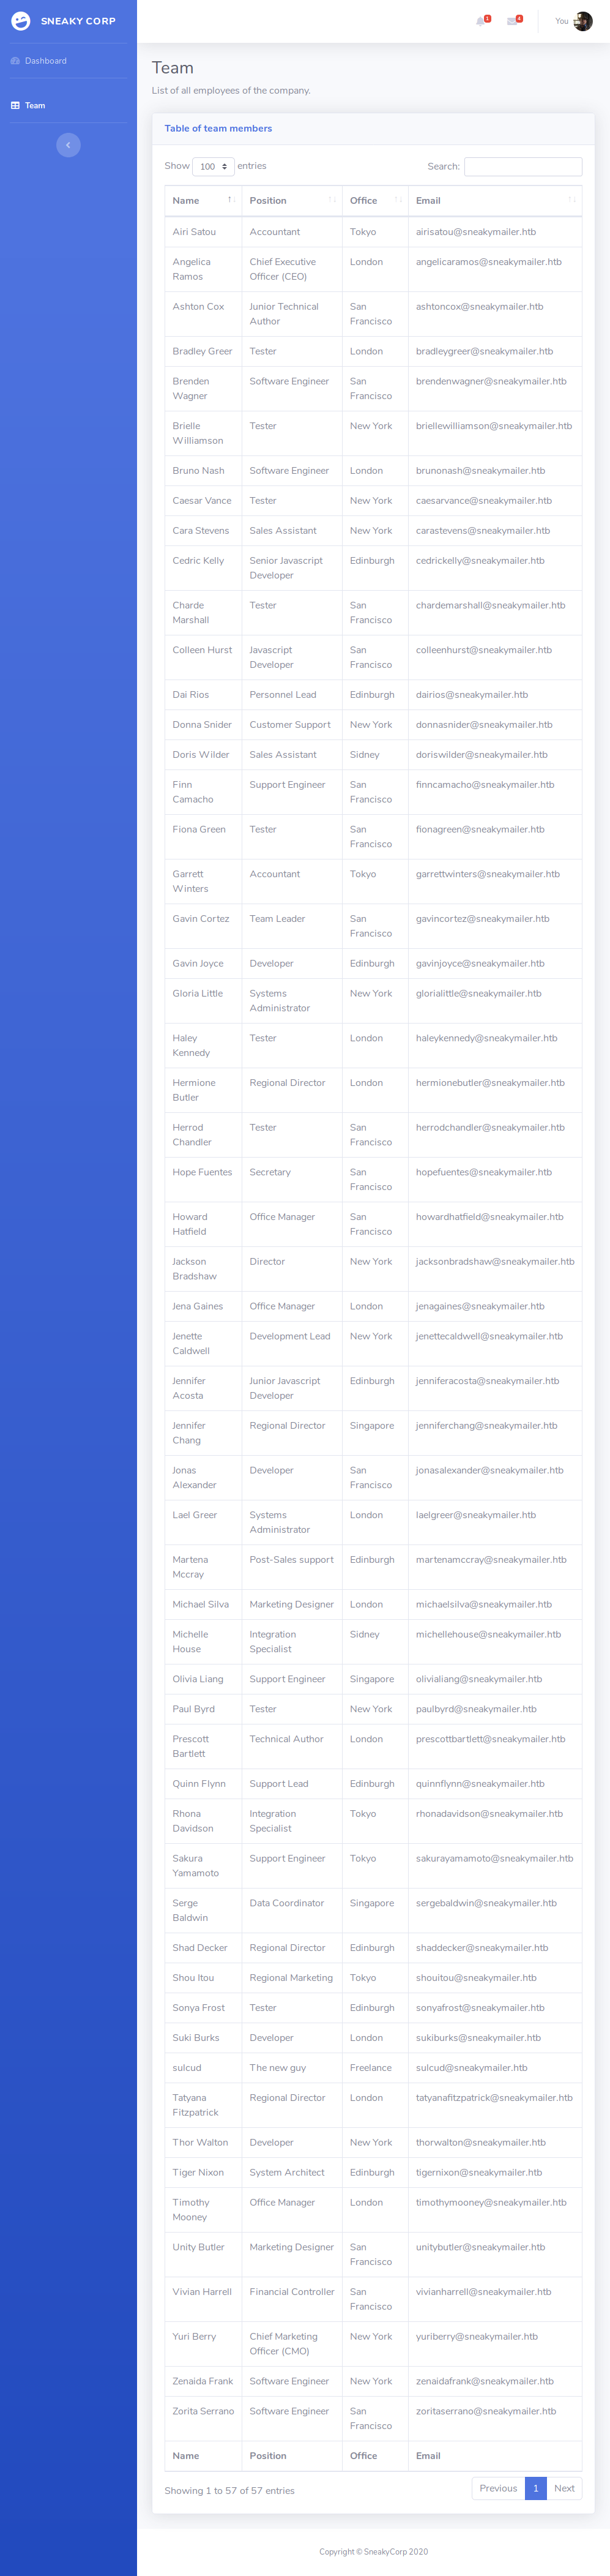 SNEAKY CORP
1
4
You
Dashboard
Team
Team
List of all employees of the company.
Table of team members
Show 100 entries
Search:
Name Position Office Email
Airi Satou Accountant Tokyo airisatou@sneakymailer.htb
Angelica Ramos Chief Executive Officer (CEO) London angelicaramos@sneakymailer.htb
Ashton Cox Junior Technical Author San Francisco ashtoncox@sneakymailer.htb
Bradley Greer Tester London bradleygreer@sneakymailer.htb
Brenden Wagner Software Engineer San Francisco brendenwagner@sneakymailer.htb
Brielle Williamson Tester New York briellewilliamson@sneakymailer.htb
Bruno Nash Software Engineer London brunonash@sneakymailer.htb
Caesar Vance Tester New York caesarvance@sneakymailer.htb
Cara Stevens Sales Assistant New York carastevens@sneakymailer.htb
Cedric Kelly Senior Javascript Developer Edinburgh cedrickelly@sneakymailer.htb
Charde Marshall Tester San Francisco chardemarshall@sneakymailer.htb
Colleen Hurst Javascript Developer San Francisco colleenhurst@sneakymailer.htb
Dai Rios Personnel Lead Edinburgh dairios@sneakymailer.htb
Donna Snider Customer Support New York donnasnider@sneakymailer.htb
Doris Wilder Sales Assistant Sidney doriswilder@sneakymailer.htb
Finn Camacho Support Engineer San Francisco finncamacho@sneakymailer.htb
Fiona Green Tester San Francisco fionagreen@sneakymailer.htb
Garrett Winters Accountant Tokyo garrettwinters@sneakymailer.htb
Gavin Cortez Team Leader San Francisco gavincortez@sneakymailer.htb
Gavin Joyce Developer Edinburgh gavinjoyce@sneakymailer.htb
Gloria Little Systems Administrator New York glorialittle@sneakymailer.htb
Haley Kennedy Tester London haleykennedy@sneakymailer.htb
Hermione Butler Regional Director London hermionebutler@sneakymailer.htb
Herrod Chandler Tester San Francisco herrodchandler@sneakymailer.htb
Hope Fuentes Secretary San Francisco hopefuentes@sneakymailer.htb
Howard Hatfield Office Manager San Francisco howardhatfield@sneakymailer.htb
Jackson Bradshaw Director New York jacksonbradshaw@sneakymailer.htb
Jena Gaines Office Manager London jenagaines@sneakymailer.htb
Jenette Caldwell Development Lead New York jenettecaldwell@sneakymailer.htb
Jennifer Acosta Junior Javascript Developer Edinburgh jenniferacosta@sneakymailer.htb
Jennifer Chang Regional Director Singapore jenniferchang@sneakymailer.htb
Jonas Alexander Developer San Francisco jonasalexander@sneakymailer.htb
Lael Greer Systems Administrator London laelgreer@sneakymailer.htb
Martena Mccray Post-Sales support Edinburgh martenamccray@sneakymailer.htb
Michael Silva Marketing Designer London michaelsilva@sneakymailer.htb
Michelle House Integration Specialist Sidney michellehouse@sneakymailer.htb
Olivia Liang Support Engineer Singapore olivialiang@sneakymailer.htb
Paul Byrd Tester New York paulbyrd@sneakymailer.htb
Prescott Bartlett Technical Author London prescottbartlett@sneakymailer.htb
Quinn Flynn Support Lead Edinburgh quinnflynn@sneakymailer.htb
Rhona Davidson Integration Specialist Tokyo rhonadavidson@sneakymailer.htb
Sakura Yamamoto Support Engineer Tokyo sakurayamamoto@sneakymailer.htb
Serge Baldwin Data Coordinator Singapore sergebaldwin@sneakymailer.htb
Shad Decker Regional Director Edinburgh shaddecker@sneakymailer.htb
Shou Itou Regional Marketing Tokyo shouitou@sneakymailer.htb
Sonya Frost Tester Edinburgh sonyafrost@sneakymailer.htb
Suki Burks Developer London sukiburks@sneakymailer.htb
sulcud The new guy Freelance sulcud@sneakymailer.htb
Tatyana Fitzpatrick Regional Director London tatyanafitzpatrick@sneakymailer.htb
Thor Walton Developer New York thorwalton@sneakymailer.htb
Tiger Nixon System Architect Edinburgh tigernixon@sneakymailer.htb
Timothy Mooney Office Manager London timothymooney@sneakymailer.htb
Unity Butler Marketing Designer San Francisco unitybutler@sneakymailer.htb
Vivian Harrell Financial Controller San Francisco vivianharrell@sneakymailer.htb
Yuri Berry Chief Marketing Officer (CMO) New York yuriberry@sneakymailer.htb
Zenaida Frank Software Engineer New York zenaidafrank@sneakymailer.htb
Zorita Serrano Software Engineer San Francisco zoritaserrano@sneakymailer.htb
Name Position Office Email
Showing 1 to 57 of 57 entries
Previous 1 Next
Copyright © SneakyCorp 2020